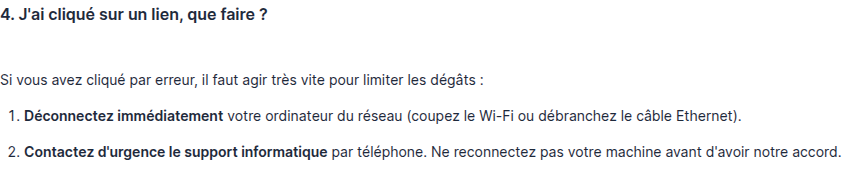 4. J'ai cliqué sur un lien, que faire ?
Si vous avez cliqué par erreur, il faut agir très vite pour limiter les dégâts :
1. Déconnectez immédiatement votre ordinateur du réseau (coupez le Wi-Fi ou débranchez le câble Ethernet).
2. Contactez d'urgence le support informatique par téléphone. Ne reconnectez pas votre machine avant d'avoir notre accord.